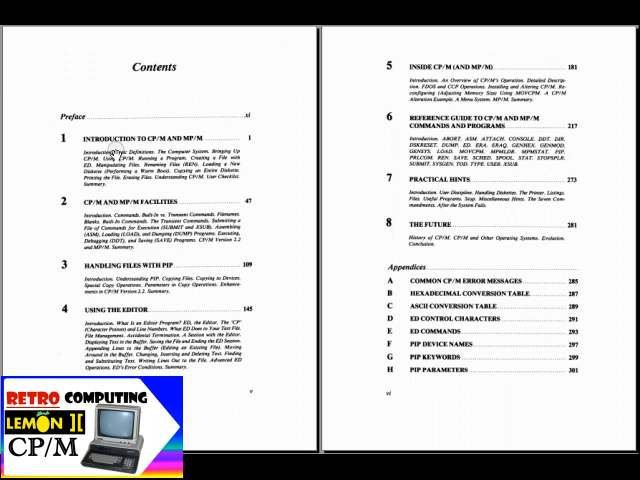 Contents
Preface xi
1 INTRODUCTION TO CP/M AND MP/M 1
Introduction. Basic Definitions. The Computer System. Bringing Up
CP/M. Using CP/M. Running a Program. Creating a File with
ED. Manipulating Files. Renaming Files (REN). Loading a New
Diskette (Performing a Warm Boot). Copying an Entire Diskette.
Printing the File. Erasing Files. Understanding CP/M. User Checklist.
Summary.
2 CP/M AND MP/M FACILITIES 47
Introduction. Commands. Built-In vs. Transient Commands. Filenames.
Blanks. Built-In Commands. The Transient Commands. Submitting a
File of Commands for Execution (SUBMIT and XSUB). Assembling
(ASM), Loading (LOAD), and Dumping (DUMP) Programs. Executing,
Debugging (DDT), and Saving (SAVE) Programs. CP/M Version 2.2
and MP/M. Summary.
3 HANDLING FILES WITH PIP 109
Introduction. Understanding PIP. Copying Files. Copying to Devices.
Special Copy Operations. Parameters in Copy Operations. Enhance-
ments in CP/M Version 2.2. Summary.
4 USING THE EDITOR 145
Introduction. What Is an Editor Program? ED, the Editor. The 'CP'
(Character Pointer) and Line Numbers. What ED Does to Your Text File.
File Management. Accidental Termination. A Session with the Editor.
Displaying Text in the Buffer. Saving the File and Ending the ED Session.
Appending Lines to the Buffer (Editing an Existing File). Moving
Around in the Buffer. Changing, Inserting and Deleting Text. Finding
and Substituting Text. Writing Lines Out to the File. Advanced ED
Operations. ED's Error Conditions. Summary.
v
5 INSIDE CP/M (AND MP/M) 181
Introduction. An Overview of CP/M's Operation. Detailed Descrip-
tion. FDOS and CCP Operations. Installing and Altering CP/M. Re-
configuring (Adjusting Memory Size) Using MOVCPM. A CP/M
Alteration Example. A Menu System. MP/M. Summary.
6 REFERENCE GUIDE TO CP/M AND MP/M
COMMANDS AND PROGRAMS 217
Introduction. ABORT. ASM. ATTACH. CONSOLE. DDT. DIR.
DSKRESET. DUMP. ED. ERA. ERAQ. GENHEX. GENMOD.
GENSYS. LOAD. MOVCPM. MPMLDR. MPMSTAT. PIP.
PRLCOM. REN. SAVE. SCHED. SPOOL. STAT. STOPSPLR.
SUBMIT. SYSGEN. TOD. TYPE. USER. XSUB.
7 PRACTICAL HINTS 273
Introduction. User Discipline. Handling Diskettes. The Printer. Listings.
Files. Useful Programs. Stop. Miscellaneous Hints. The Seven Com-
mandments. After the System Fails.
8 THE FUTURE 281
History of CP/M. CP/M and Other Operating Systems. Evolution.
Conclusion.
Appendices
A COMMON CP/M ERROR MESSAGES 285
B HEXADECIMAL CONVERSION TABLE 287
C ASCII CONVERSION TABLE 289
D ED CONTROL CHARACTERS 291
E ED COMMANDS 293
F PIP DEVICE NAMES 297
G PIP KEYWORDS 299
H PIP PARAMETERS 301
vi
RETRO COMPUTING
LEMON ][
CP/M